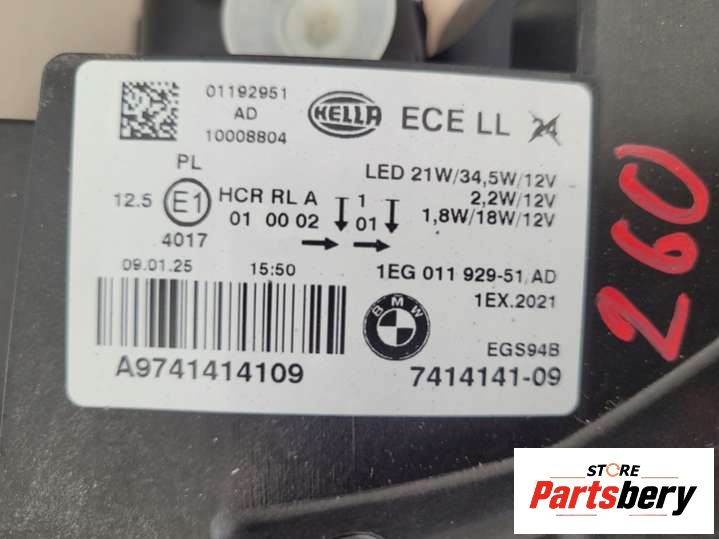 01192951
AD
10008804
HELLA
ECE LL
24
PL
12.5
E1
4017
HCR RL A
01 00 02
1
01
LED 21W/34,5W/12V
2,2W/12V
1,8W/18W/12V
09.01.25
15:50
1EG 011 929-51 AD
1EX.2021
BMW
EGS94B
A9741414109
7414141-09
260
STORE
Partsbery